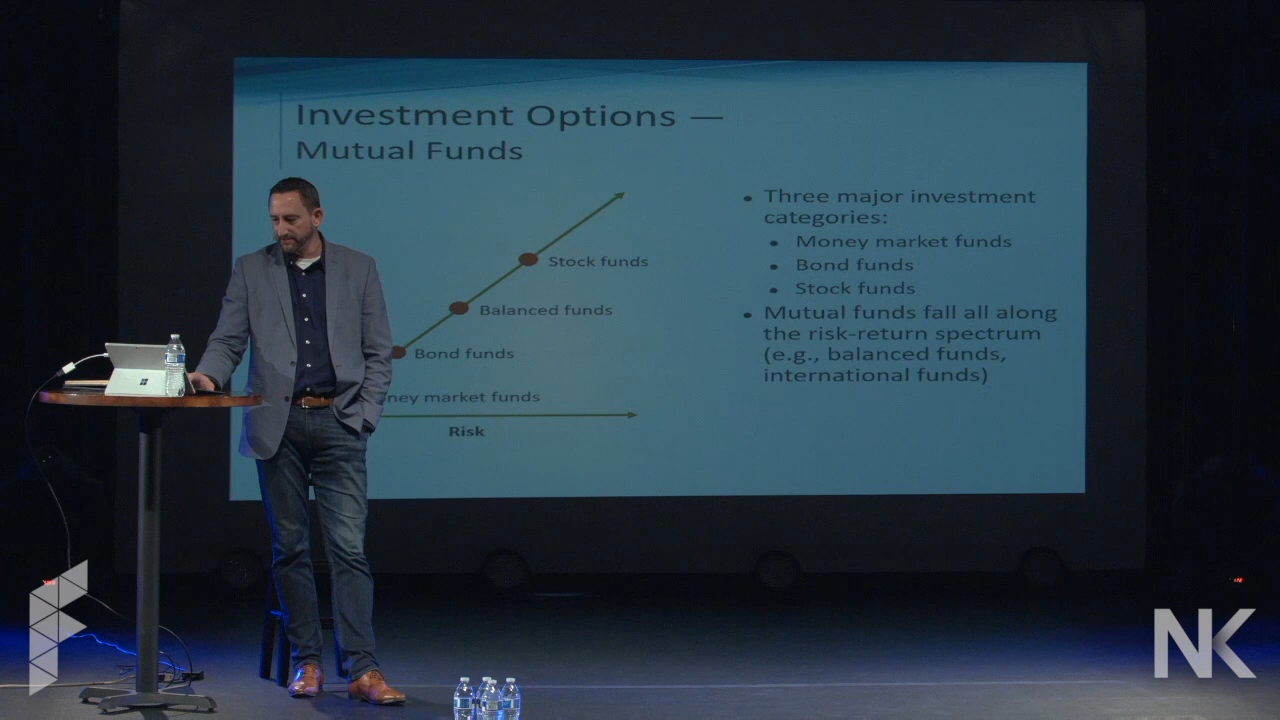 Investment Options —
Mutual Funds
Stock funds
Balanced funds
Bond funds
market funds
Risk
• Three major investment
categories:
• Money market funds
• Bond funds
• Stock funds
• Mutual funds fall all along
the risk-return spectrum
(e.g., balanced funds,
international funds)
NK